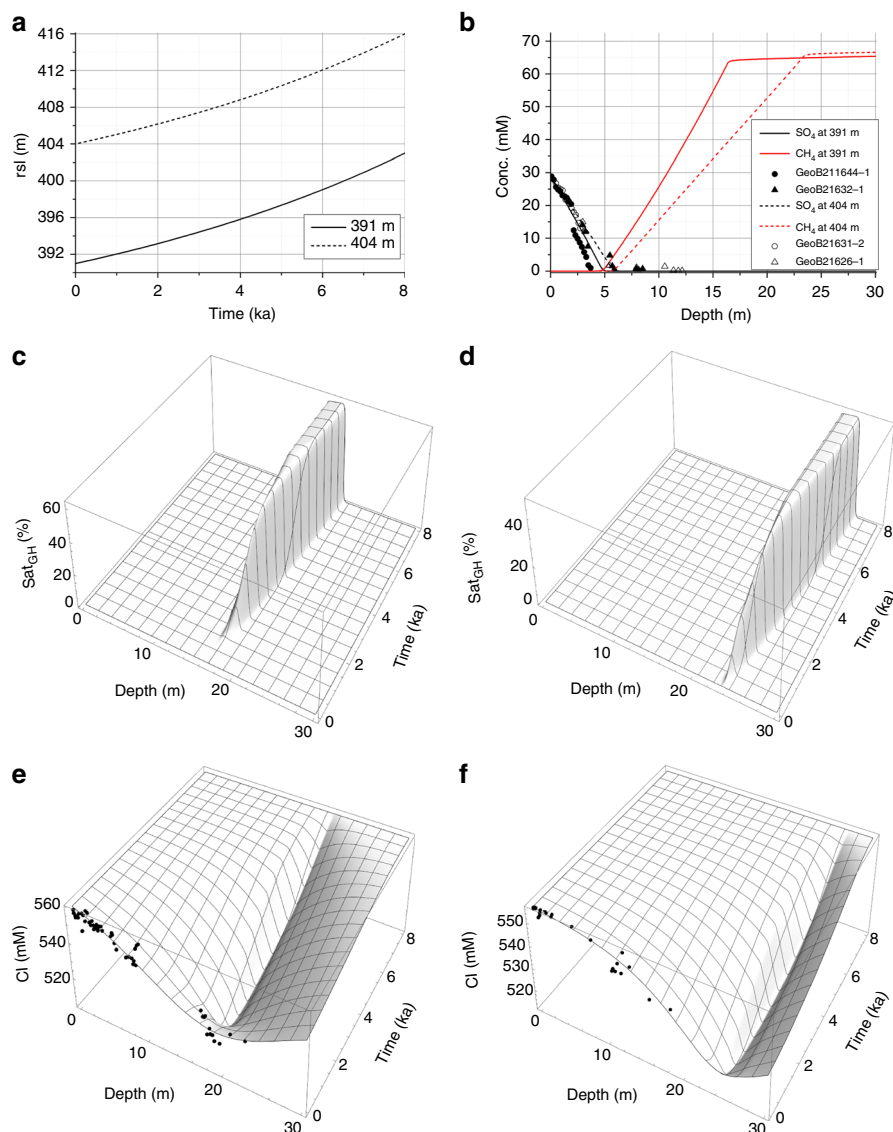 a
416
412
408
404
400
396
392
rsl (m)
0
2
4
6
8
Time (ka)
391 m
404 m
b
70
60
50
40
30
20
10
0
Conc. (mM)
0
5
10
15
20
25
30
Depth (m)
SO4 at 391 m
CH4 at 391 m
GeoB211644–1
GeoB21632–1
SO4 at 404 m
CH4 at 404 m
GeoB21631–2
GeoB21626–1
c
60
40
20
0
SatGH (%)
0
10
20
30
Depth (m)
0
2
4
6
8
Time (ka)
d
40
20
0
SatGH (%)
0
10
20
30
Depth (m)
0
2
4
6
8
Time (ka)
e
560
540
520
Cl (mM)
0
10
20
30
Depth (m)
0
2
4
6
8
Time (ka)
f
550
540
530
520
Cl (mM)
0
10
20
30
Depth (m)
0
2
4
6
8
Time (ka)